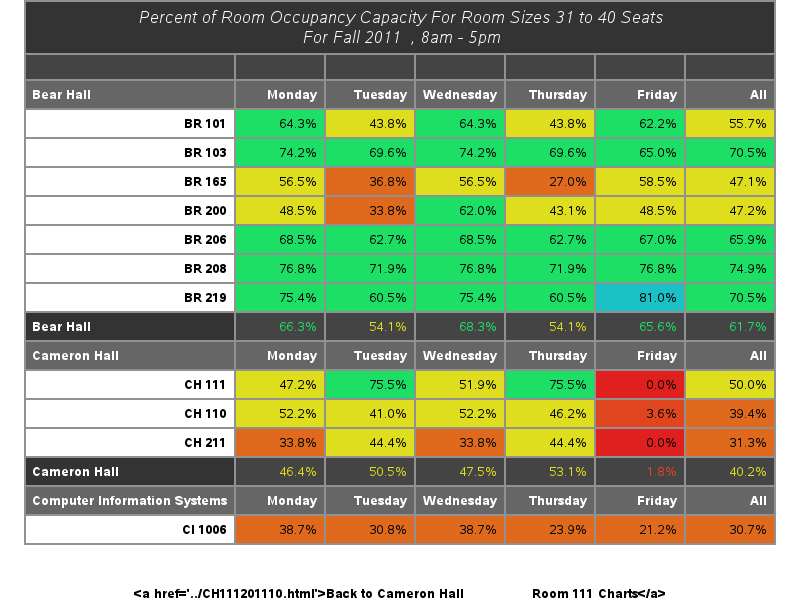 Percent of Room Occupancy Capacity For Room Sizes 31 to 40 Seats
For Fall 2011 , 8am - 5pm
Bear Hall Monday Tuesday Wednesday Thursday Friday All
BR 101 64.3% 43.8% 64.3% 43.8% 62.2% 55.7%
BR 103 74.2% 69.6% 74.2% 69.6% 65.0% 70.5%
BR 165 56.5% 36.8% 56.5% 27.0% 58.5% 47.1%
BR 200 48.5% 33.8% 62.0% 43.1% 48.5% 47.2%
BR 206 68.5% 62.7% 68.5% 62.7% 67.0% 65.9%
BR 208 76.8% 71.9% 76.8% 71.9% 76.8% 74.9%
BR 219 75.4% 60.5% 75.4% 60.5% 81.0% 70.5%
Bear Hall 66.3% 54.1% 68.3% 54.1% 65.6% 61.7%
Cameron Hall Monday Tuesday Wednesday Thursday Friday All
CH 111 47.2% 75.5% 51.9% 75.5% 0.0% 50.0%
CH 110 52.2% 41.0% 52.2% 46.2% 3.6% 39.4%
CH 211 33.8% 44.4% 33.8% 44.4% 0.0% 31.3%
Cameron Hall 46.4% 50.5% 47.5% 53.1% 1.8% 40.2%
Computer Information Systems Monday Tuesday Wednesday Thursday Friday All
CI 1006 38.7% 30.8% 38.7% 23.9% 21.2% 30.7%
<a href='../CH111201110.html'>Back to Cameron Hall Room 111 Charts</a>